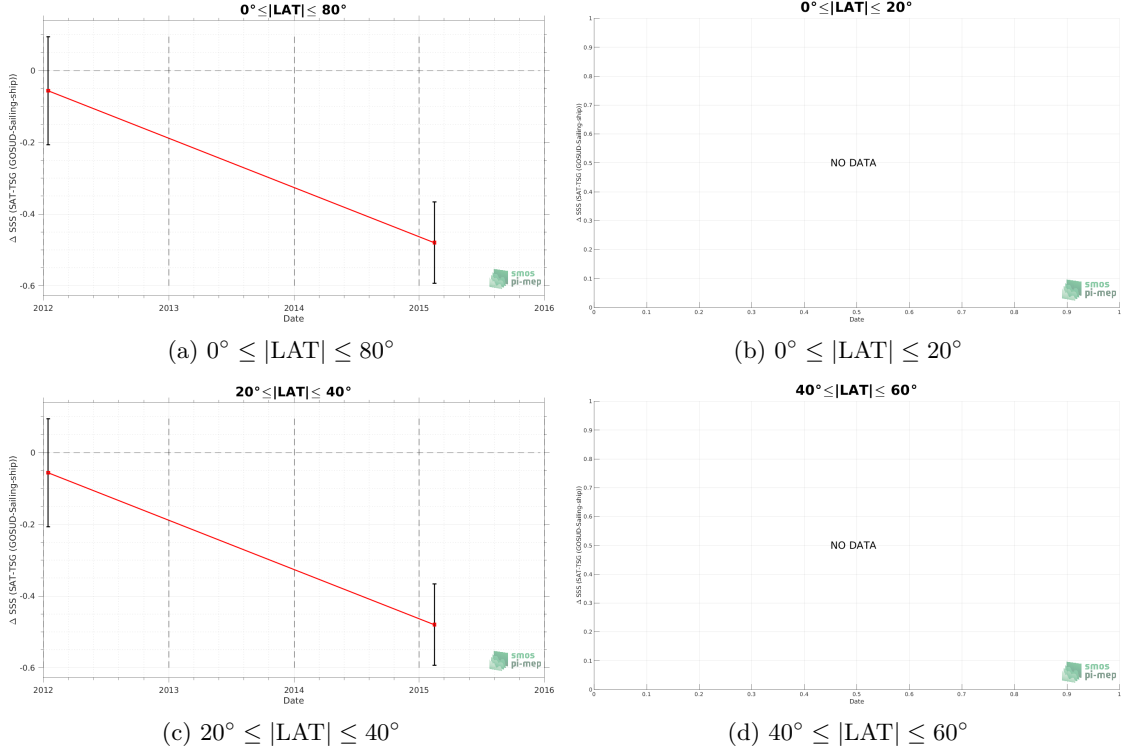 0°≤|LAT|≤ 80°
Δ SSS (SAT-TSG (GOSUD-Sailing-ship))
0
-0.2
-0.4
-0.6
2012 2013 2014 2015 2016
Date
smos
pi-mep
(a) 0° ≤ |LAT| ≤ 80°
0°≤|LAT|≤ 20°
Δ SSS (SAT-TSG (GOSUD-Sailing-ship))
1
0.9
0.8
0.7
0.6
0.5
0.4
0.3
0.2
0.1
0
NO DATA
0 0.1 0.2 0.3 0.4 0.5 0.6 0.7 0.8 0.9 1
Date
smos
pi-mep
(b) 0° ≤ |LAT| ≤ 20°
20°≤|LAT|≤ 40°
Δ SSS (SAT-TSG (GOSUD-Sailing-ship))
0
-0.2
-0.4
-0.6
2012 2013 2014 2015 2016
Date
smos
pi-mep
(c) 20° ≤ |LAT| ≤ 40°
40°≤|LAT|≤ 60°
Δ SSS (SAT-TSG (GOSUD-Sailing-ship))
1
0.9
0.8
0.7
0.6
0.5
0.4
0.3
0.2
0.1
0
NO DATA
0 0.1 0.2 0.3 0.4 0.5 0.6 0.7 0.8 0.9 1
Date
smos
pi-mep
(d) 40° ≤ |LAT| ≤ 60°